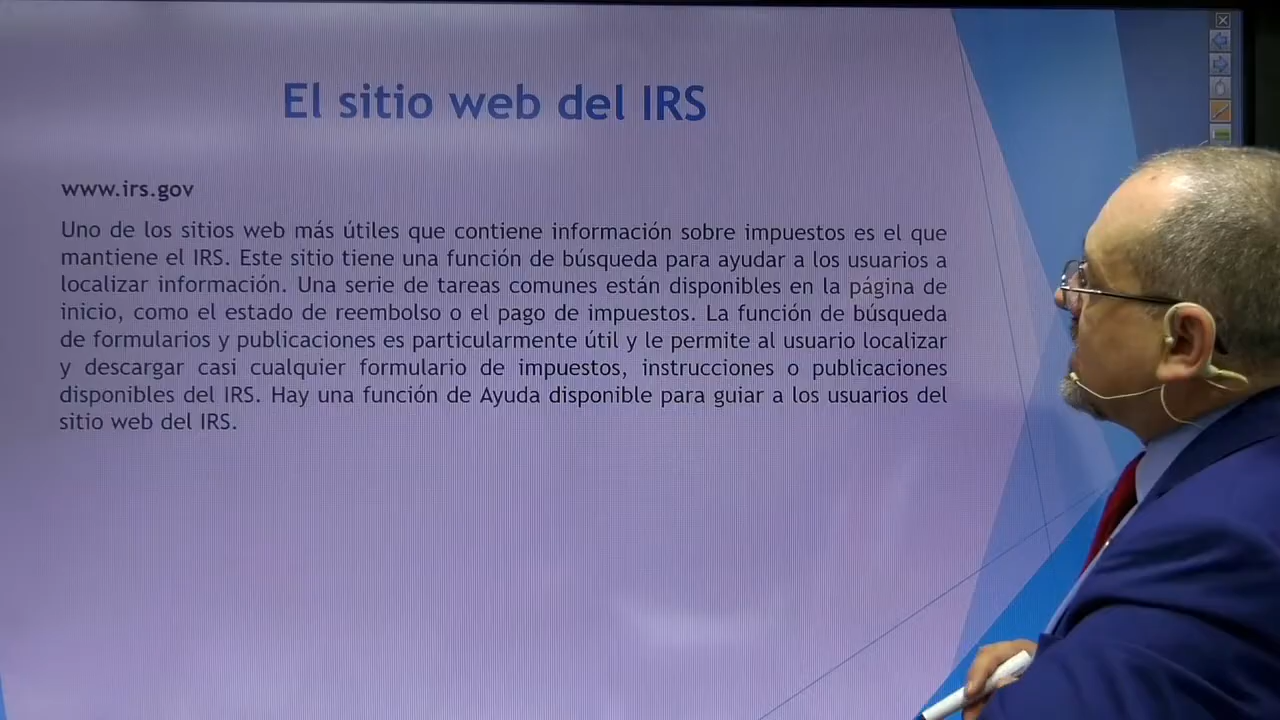 El sitio web del IRS
www.irs.gov
Uno de los sitios web más útiles que contiene información sobre impuestos es el que
mantiene el IRS. Este sitio tiene una función de búsqueda para ayudar a los usuarios a
localizar información. Una serie de tareas comunes están disponibles en la página de
inicio, como el estado de reembolso o el pago de impuestos. La función de búsqueda
de formularios y publicaciones es particularmente útil y le permite al usuario localizar
y descargar casi cualquier formulario de impuestos, instrucciones o publicaciones
disponibles del IRS. Hay una función de Ayuda disponible para guiar a los usuarios del
sitio web del IRS.